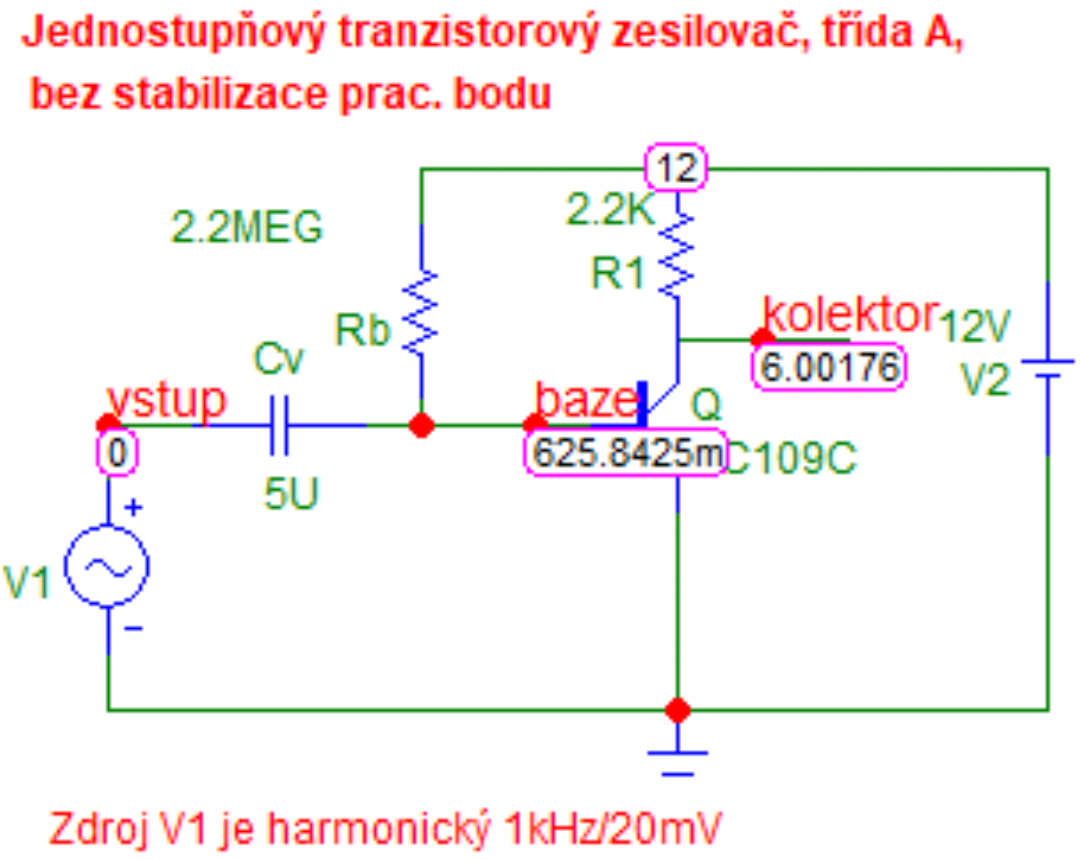 Jednostupňový tranzistorový zesilovač, třída A,
bez stabilizace prac. bodu
12
2.2K
2.2MEG
R1
kolektor
12V
Rb
Cv
6.00176
V2
vstup
baze
Q
0
625.8425m
C109C
5U
+
V1
−
Zdroj V1 je harmonický 1kHz/20mV